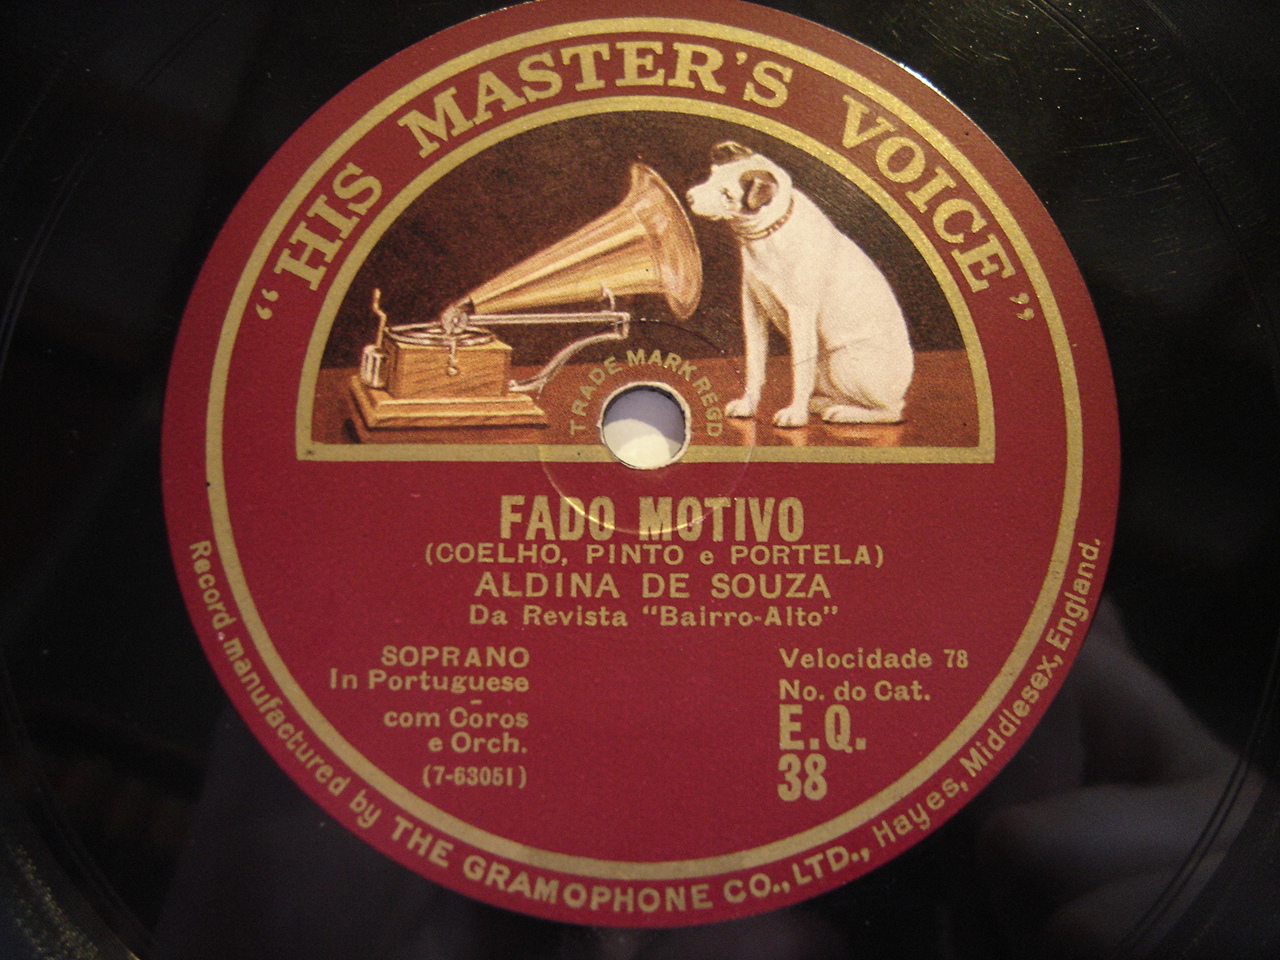 "HIS MASTER'S VOICE"
TRADE MARK REGD
FADO MOTIVO
(COELHO, PINTO e PORTELA)
ALDINA DE SOUZA
Da Revista "Bairro-Alto"
SOPRANO
In Portuguese
com Coros
e Orch.
(7-63051)
Velocidade 78
No. do Cat.
E.Q.
38
Record.manufactured by THE GRAMOPHONE CO., LTD., Hayes, Middlesex, England.